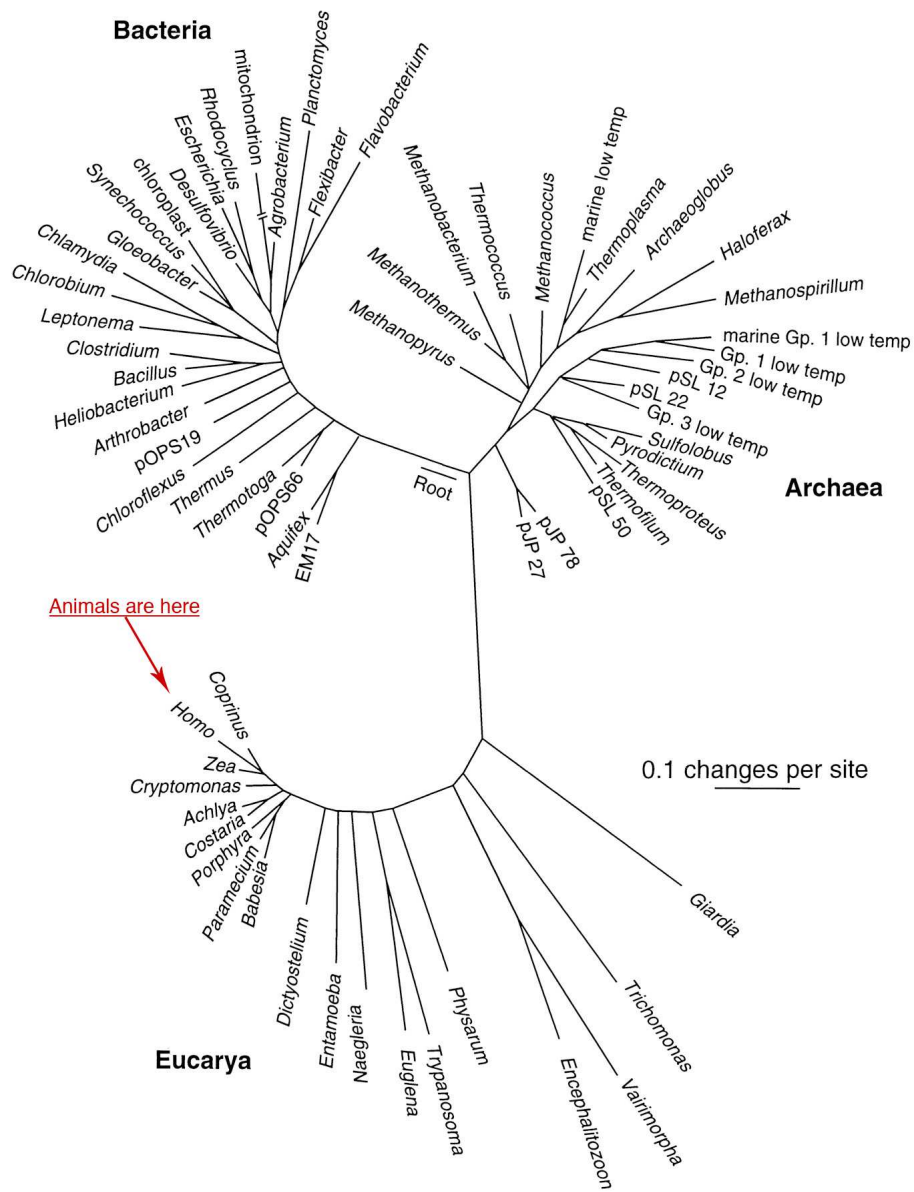 Bacteria
Planctomyces
mitochondrion
Flavobacterium
Rhodocyclus
Escherichia
Agrobacterium
Flexibacter
Desulfovibrio
chloroplast
Synechococcus
Gloeobacter
Chlamydia
Chlorobium
Leptonema
Clostridium
Bacillus
Heliobacterium
Arthrobacter
pOPS19
Chloroflexus
Thermus
Thermotoga
pOPS66
Aquifex
EM17
Root
Methanopyrus
Methanothermus
Methanobacterium
Thermococcus
Methanococcus
marine low temp
Thermoplasma
Archaeoglobus
Haloferax
Methanospirillum
marine Gp. 1 low temp
Gp. 1 low temp
Gp. 2 low temp
pSL 12
pSL 22
Gp. 3 low temp
Sulfolobus
Pyrodictium
Thermoproteus
Thermofilum
pSL 50
pJP 78
pJP 27
Archaea
Animals are here
Coprinus
Homo
Zea
Cryptomonas
Achlya
Costaria
Porphyra
Paramecium
Babesia
Dictyostelium
Entamoeba
Naegleria
Euglena
Trypanosoma
Physarum
Encephalitozoon
Vairimorpha
Trichomonas
Giardia
0.1 changes per site
Eucarya